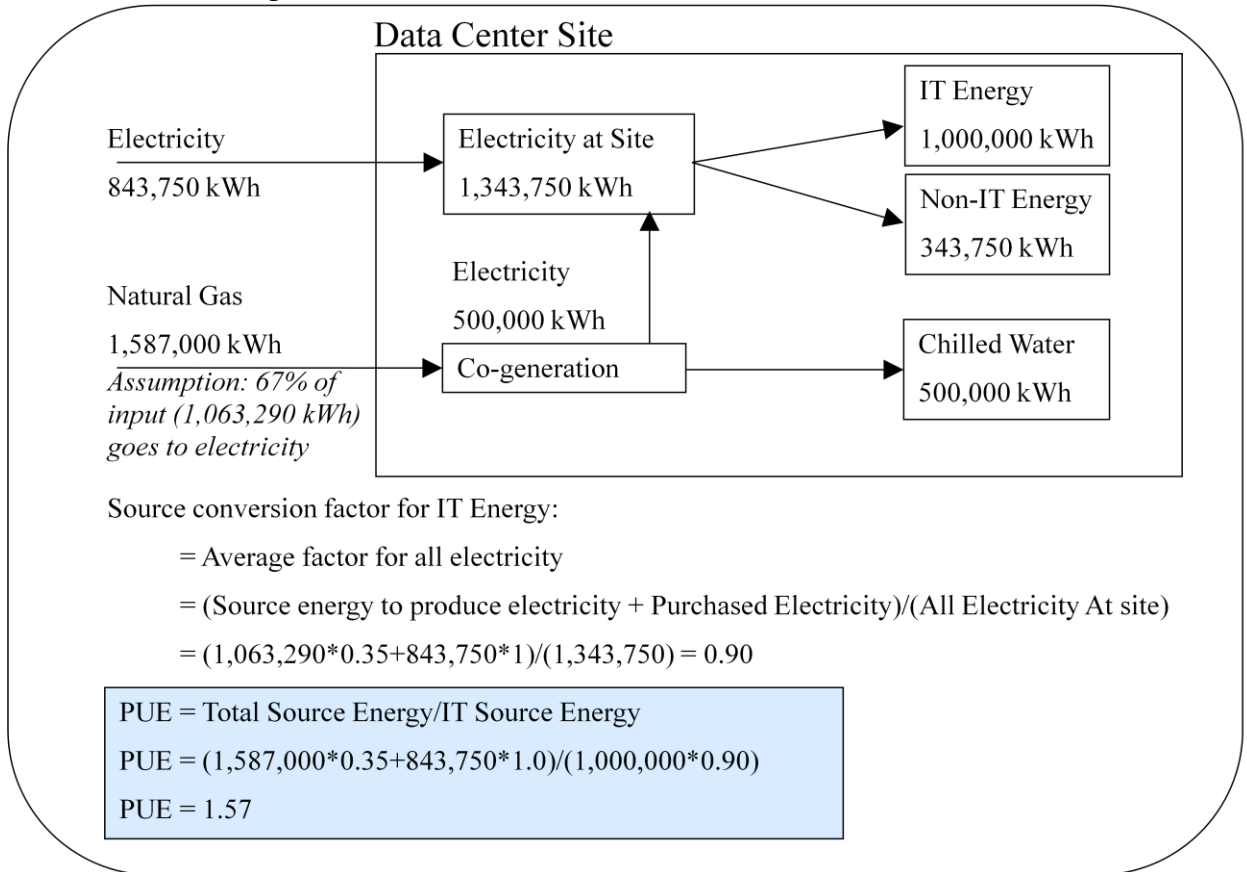 Data Center Site
Electricity
843,750 kWh
Electricity at Site
1,343,750 kWh
IT Energy
1,000,000 kWh
Non-IT Energy
343,750 kWh
Natural Gas
1,587,000 kWh
Assumption: 67% of
input (1,063,290 kWh)
goes to electricity
Electricity
500,000 kWh
Co-generation
Chilled Water
500,000 kWh
Source conversion factor for IT Energy:
= Average factor for all electricity
= (Source energy to produce electricity + Purchased Electricity)/(All Electricity At site)
= (1,063,290*0.35+843,750*1)/(1,343,750) = 0.90
PUE = Total Source Energy/IT Source Energy
PUE = (1,587,000*0.35+843,750*1.0)/(1,000,000*0.90)
PUE = 1.57